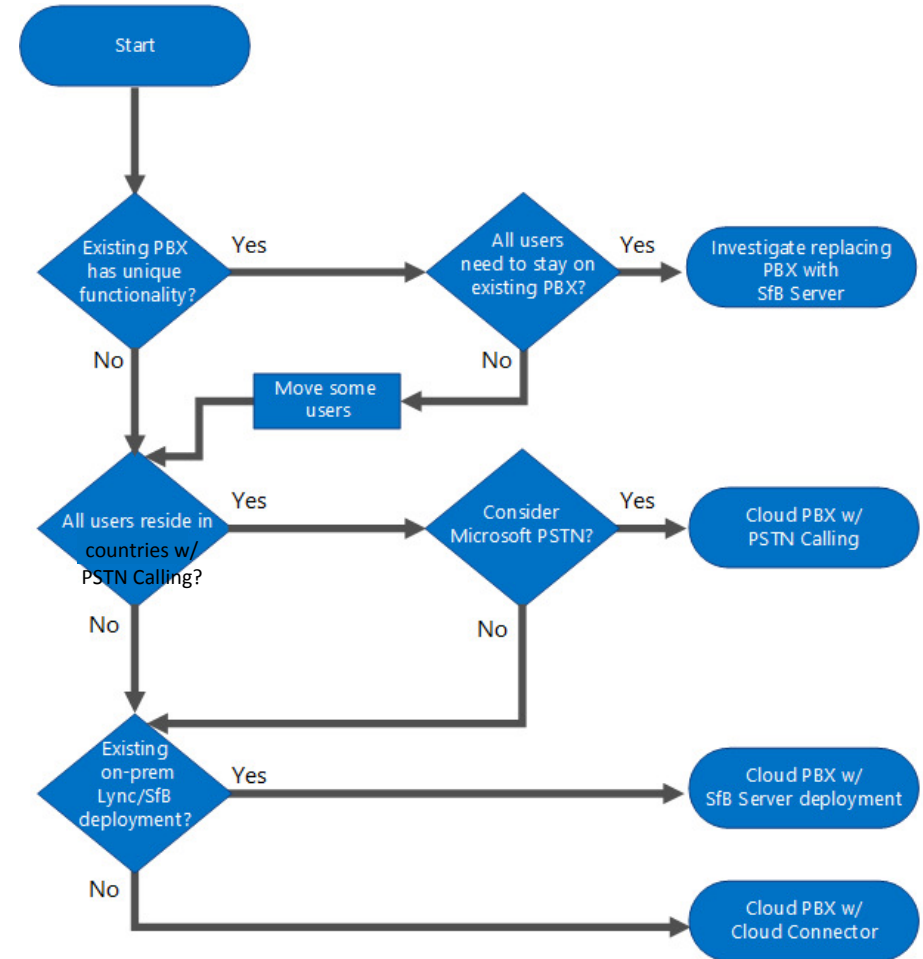 Start
Existing PBX
has unique
functionality?
Yes
All users
need to stay on
existing PBX?
Yes
Investigate replacing
PBX with
SfB Server
No
No
Move some
users
All users reside in
countries w/
PSTN Calling?
Yes
Consider
Microsoft PSTN?
Yes
Cloud PBX w/
PSTN Calling
No
No
Existing
on-prem
Lync/SfB
deployment?
Yes
Cloud PBX w/
SfB Server deployment
No
Cloud PBX w/
Cloud Connector